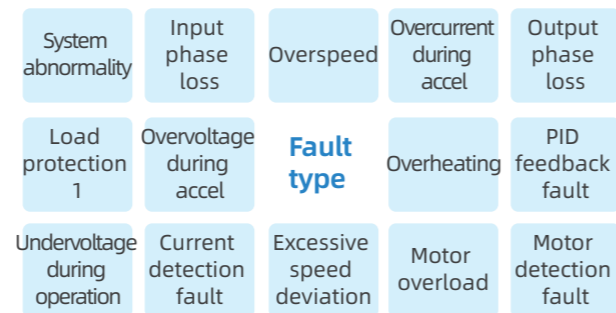 System
abnormality
Input
phase
loss
Overspeed
Overcurrent
during
accel
Output
phase
loss
Load
protection
1
Overvoltage
during
accel
Fault
type
Overheating
PID
feedback
fault
Undervoltage
during
operation
Current
detection
fault
Excessive
speed
deviation
Motor
overload
Motor
detection
fault